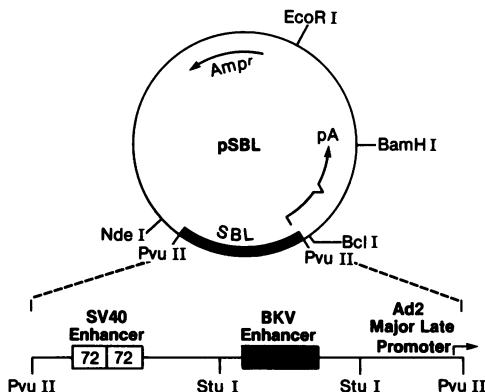 EcoR I
Ampr
pSBL
pA
BamH I
Nde I
SBL
Bcl I
Pvu II
Pvu II
SV40
Enhancer
BKV
Enhancer
Ad2
Major Late
Promoter
72 72
Pvu II
Stu I
Stu I
Pvu II